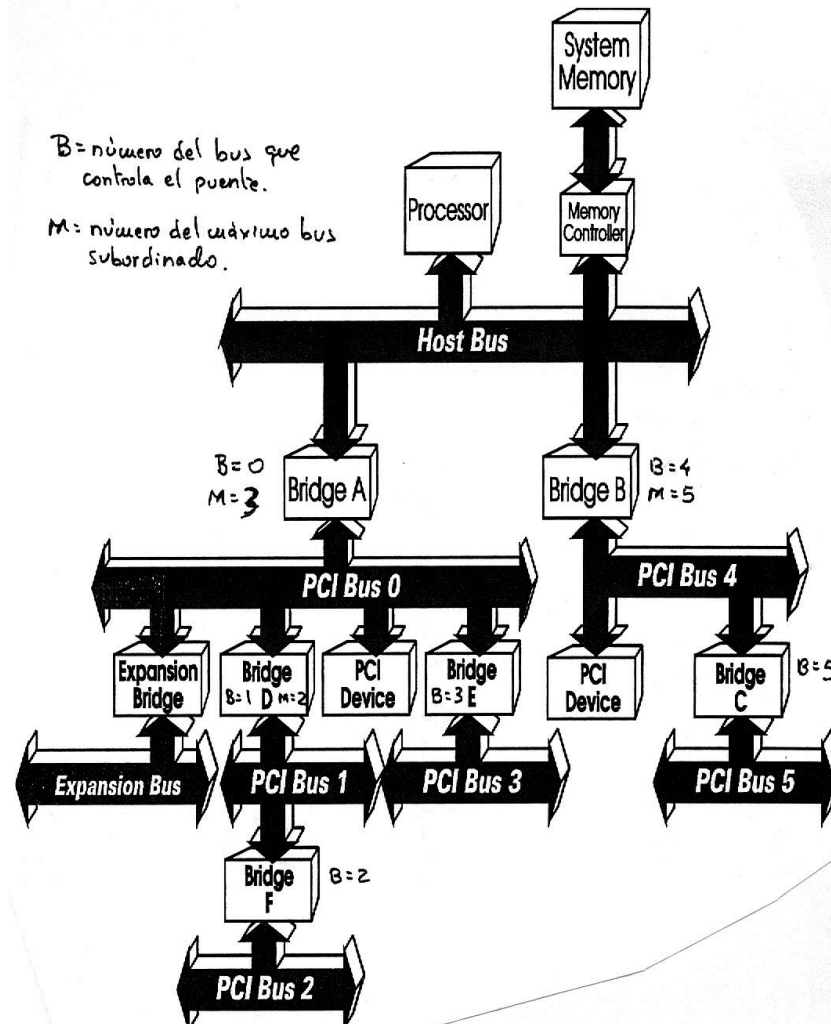 System
Memory
B= número del bus que
controla el puente.
M= número del máximo bus
subordinado.
Processor
Memory
Controller
Host Bus
B=0
M=3
Bridge A
Bridge B
B=4
M=5
PCI Bus 0
PCI Bus 4
Expansion
Bridge
Bridge
B=1 D M=2
PCI
Device
Bridge
B=3 E
PCI
Device
Bridge
C
B=5
Expansion Bus
PCI Bus 1
PCI Bus 3
PCI Bus 5
Bridge
F
B=2
PCI Bus 2